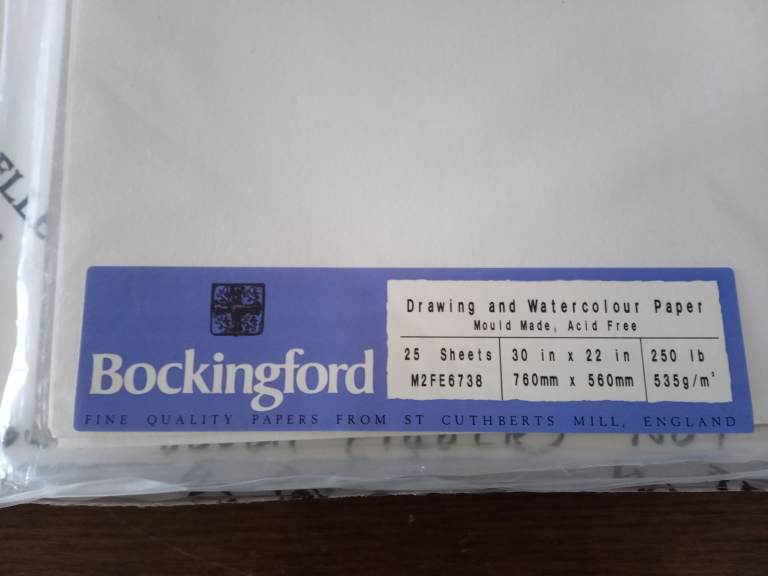 Drawing and Watercolour Paper
Mould Made, Acid Free
25 Sheets 30 in x 22 in 250 lb
M2FE6738 760mm x 560mm 535g/m²
Bockingford
FINE QUALITY PAPERS FROM ST CUTHBERTS MILL, ENGLAND